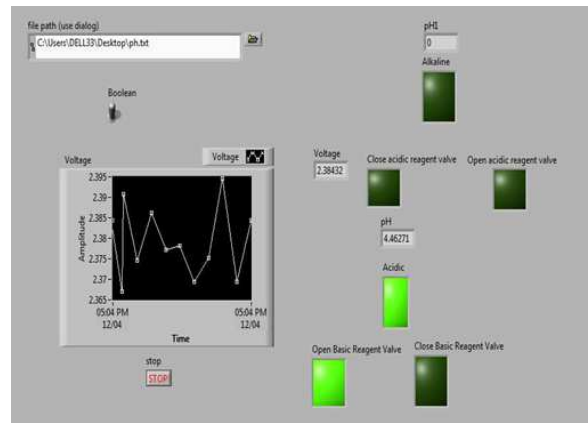 file path (use dialog)
C:\Users\DELL33\Desktop\ph.txt
Boolean
pH1
0
Alkaline
Voltage
Voltage
2.395
2.39
2.385
2.38
2.375
2.37
2.365
Amplitude
05:04 PM
12/04
05:04 PM
12/04
Time
stop
STOP
Voltage
2.38432
Close acidic reagent valve
Open acidic reagent valve
pH
4.46271
Acidic
Open Basic Reagent Valve
Close Basic Reagent Valve